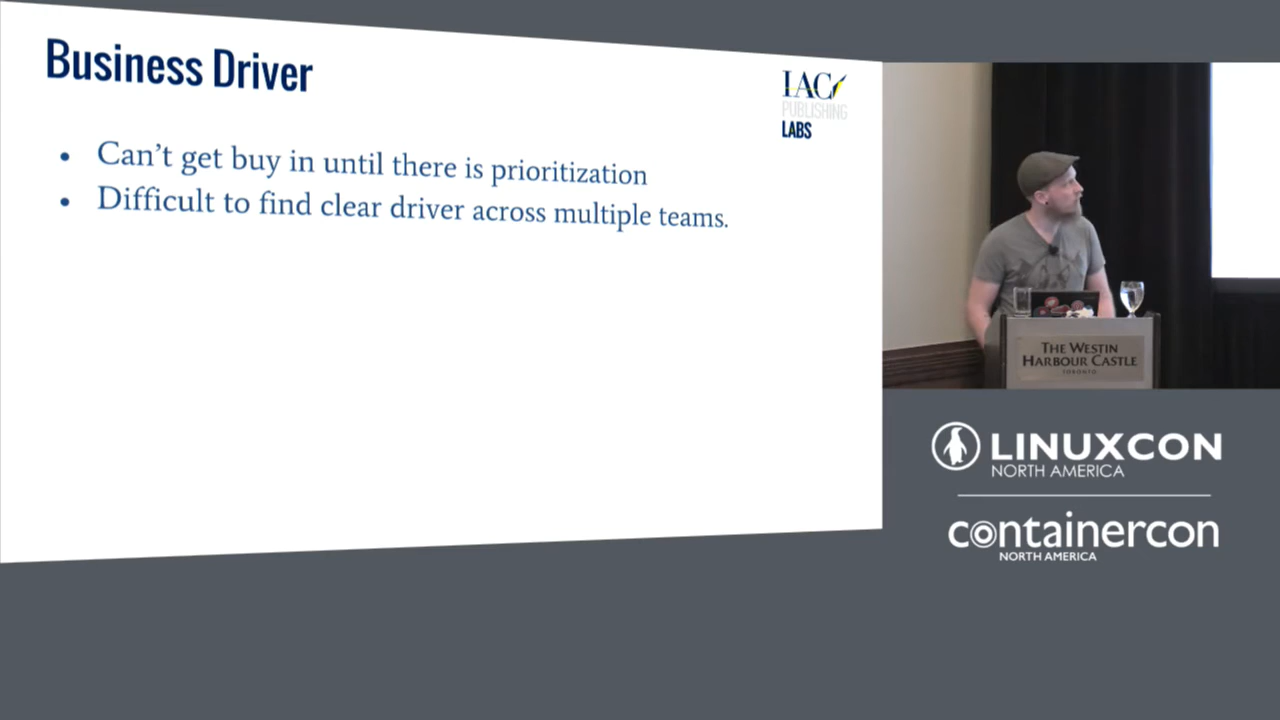 Business Driver
IAC
PUBLISHING
LABS
• Can't get buy in until there is prioritization
• Difficult to find clear driver across multiple teams.
THE WESTIN
HARBOUR CASTLE
TORONTO
LINUXCON
NORTH AMERICA
containercon
NORTH AMERICA